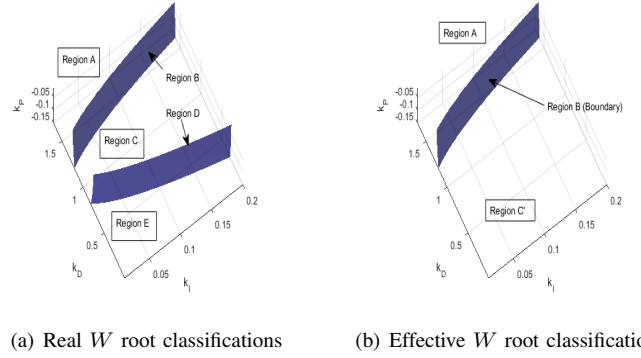 Region A
Region B
Region D
-0.05
-0.1
-0.15
k_P
1.5
Region C
1
Region E
0.5
k_D
0.05
0.1
0.15
0.2
k_I
(a) Real W root classifications
Region A
Region B (Boundary)
-0.05
-0.1
-0.15
k_P
1.5
1
Region C'
0.5
k_D
0.05
0.1
0.15
0.2
k_I
(b) Effective W root classificatio